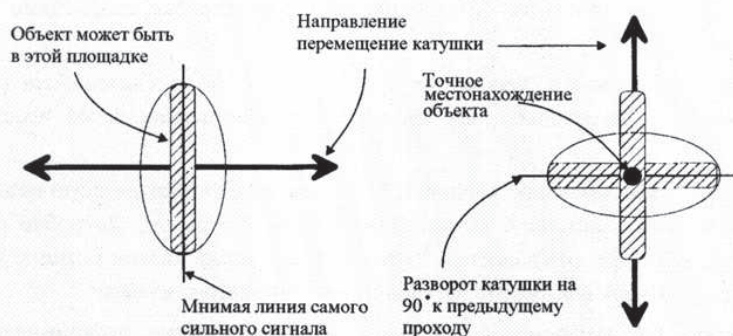 Объект может быть
в этой площадке
Направление
перемещение катушки
Точное
местонахождение
объекта
Мнимая линия самого
сильного сигнала
Разворот катушки на
90° к предыдущему
проходу